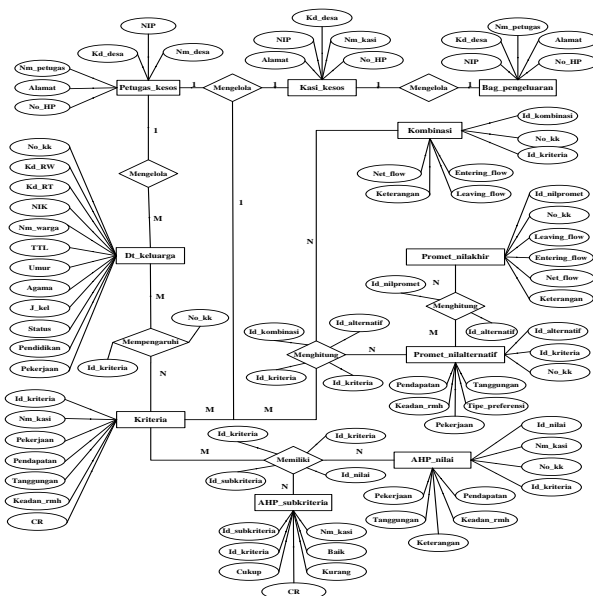 NIP
Kd_desa
Nm_desa
Nm_petugas
Alamat
No_HP
Petugas_kesos
1
Mengelola
1
Kd_desa
NIP
Nm_kasi
Alamat
No_HP
Kasi_kesos
1
Mengelola
1
Nm_petugas
Kd_desa
Alamat
NIP
No_HP
Bag_pengeluaran
1
Mengelola
M
1
N
Kombinasi
Id_kombinasi
No_kk
Id_kriteria
Net_flow
Entering_flow
Keterangan
Leaving_flow
No_kk
Kd_RW
Kd_RT
NIK
Nm_warga
TTL
Umur
Agama
J_kel
Status
Pendidikan
Pekerjaan
Dt_keluarga
M
Mempengaruhi
No_kk
Id_kriteria
N
Promet_nilakhir
Id_nilpromet
No_kk
Leaving_flow
Entering_flow
Net_flow
Keterangan
N
Id_nilpromet
Menghitung
M
Id_alternatif
Id_kombinasi
Id_alternatif
Menghitung
N
Id_kriteria
Id_kriteria
Promet_nilalternatif
Id_alternatif
Id_kriteria
No_kk
Pendapatan
Tanggungan
Keadan_rmh
Tipe_preferensi
Pekerjaan
Id_kriteria
Nm_kasi
Pekerjaan
Pendapatan
Tanggungan
Keadan_rmh
CR
Kriteria
M
M
M
Id_kriteria
Id_kriteria
Memiliki
N
Id_subkriteria
Id_nilai
N
AHP_nilai
Id_nilai
Nm_kasi
No_kk
Id_kriteria
Pekerjaan
Pendapatan
Tanggungan
Keadan_rmh
Keterangan
AHP_subkriteria
Id_subkriteria
Nm_kasi
Id_kriteria
Baik
Cukup
Kurang
CR